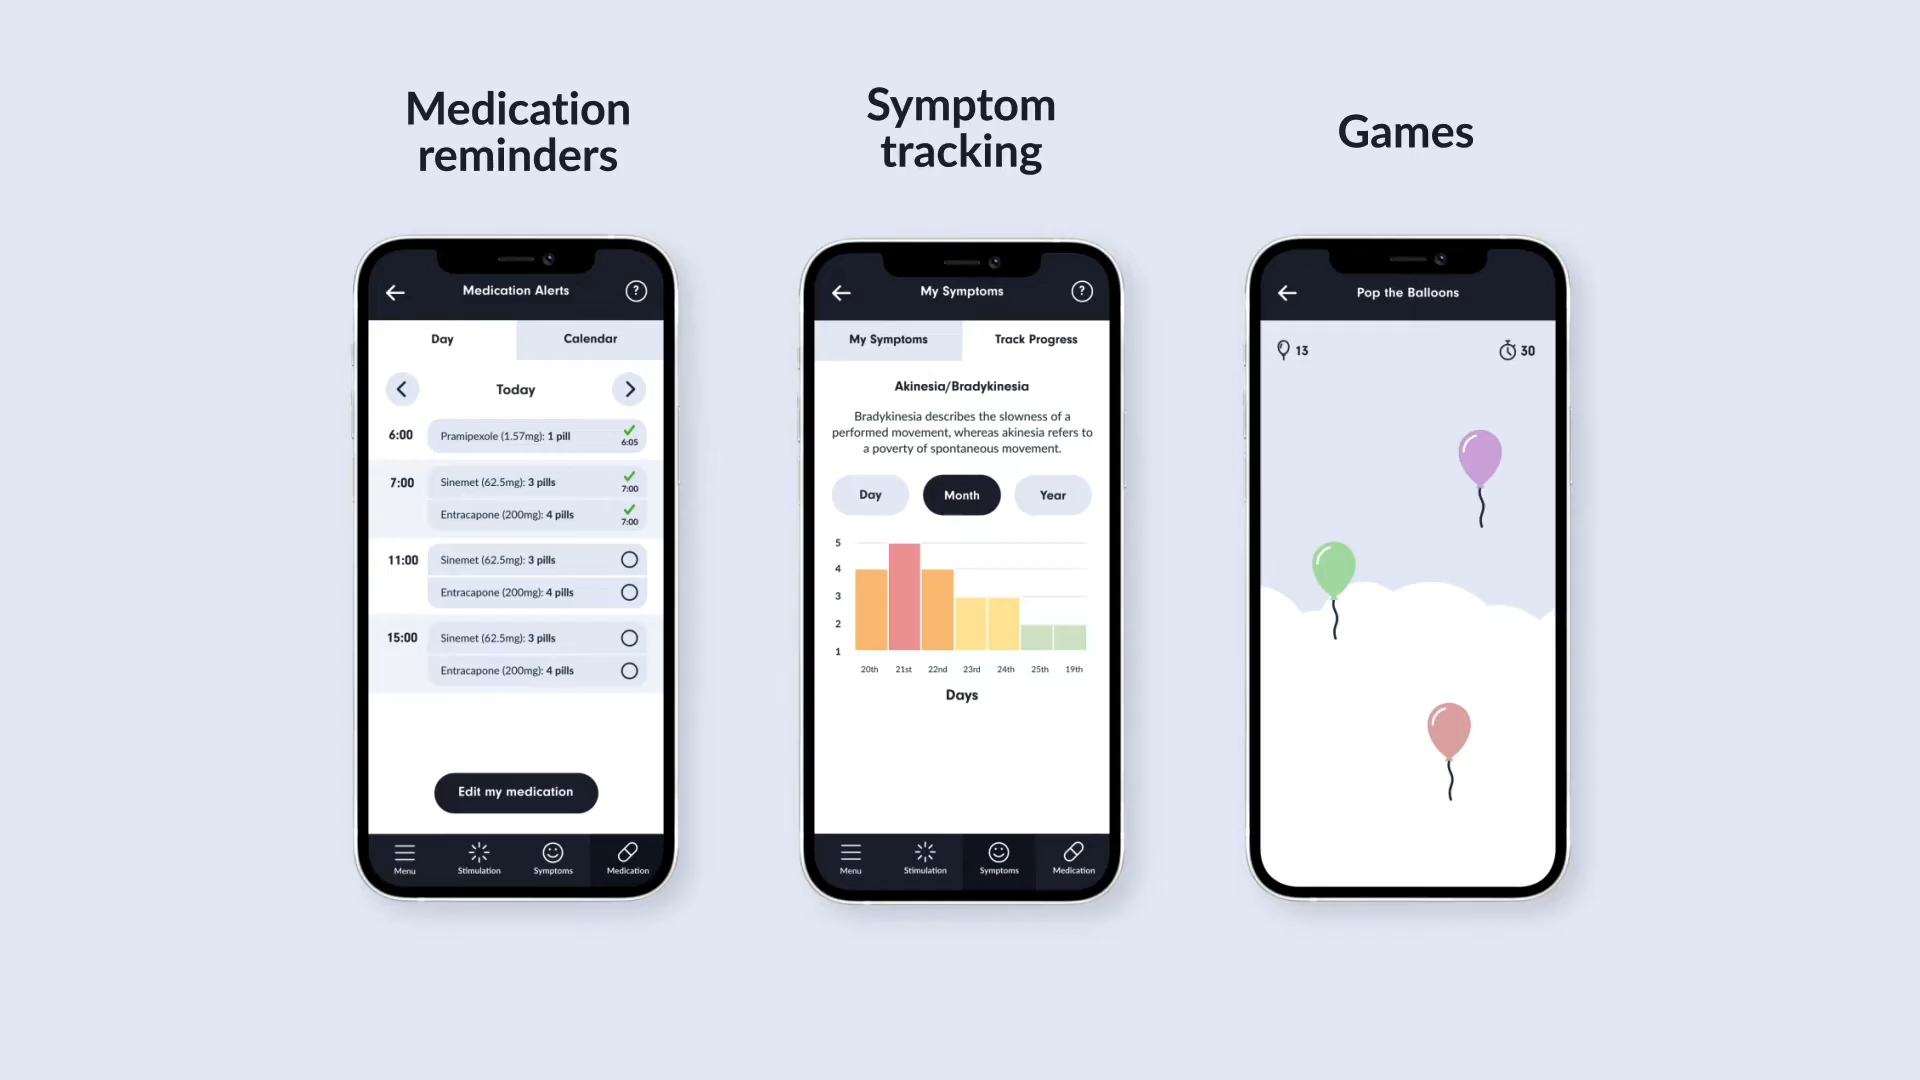 Medication
reminders
Symptom
tracking
Games
Medication Alerts
?
Day
Calendar
Today
6:00
Pramipexole (1.57mg): 1 pill
6:05
7:00
Sinemet (62.5mg): 3 pills
7:00
Entracapone (200mg): 4 pills
7:00
11:00
Sinemet (62.5mg): 3 pills
Entracapone (200mg): 4 pills
15:00
Sinemet (62.5mg): 3 pills
Entracapone (200mg): 4 pills
Edit my medication
Menu
Stimulation
Symptoms
Medication
My Symptoms
?
My Symptoms
Track Progress
Akinesia/Bradykinesia
Bradykinesia describes the slowness of a
performed movement, whereas akinesia refers to
a poverty of spontaneous movement.
Day
Month
Year
5
4
3
2
1
20th
21st
22nd
23rd
24th
25th
19th
Days
Menu
Stimulation
Symptoms
Medication
Pop the Balloons
13
30